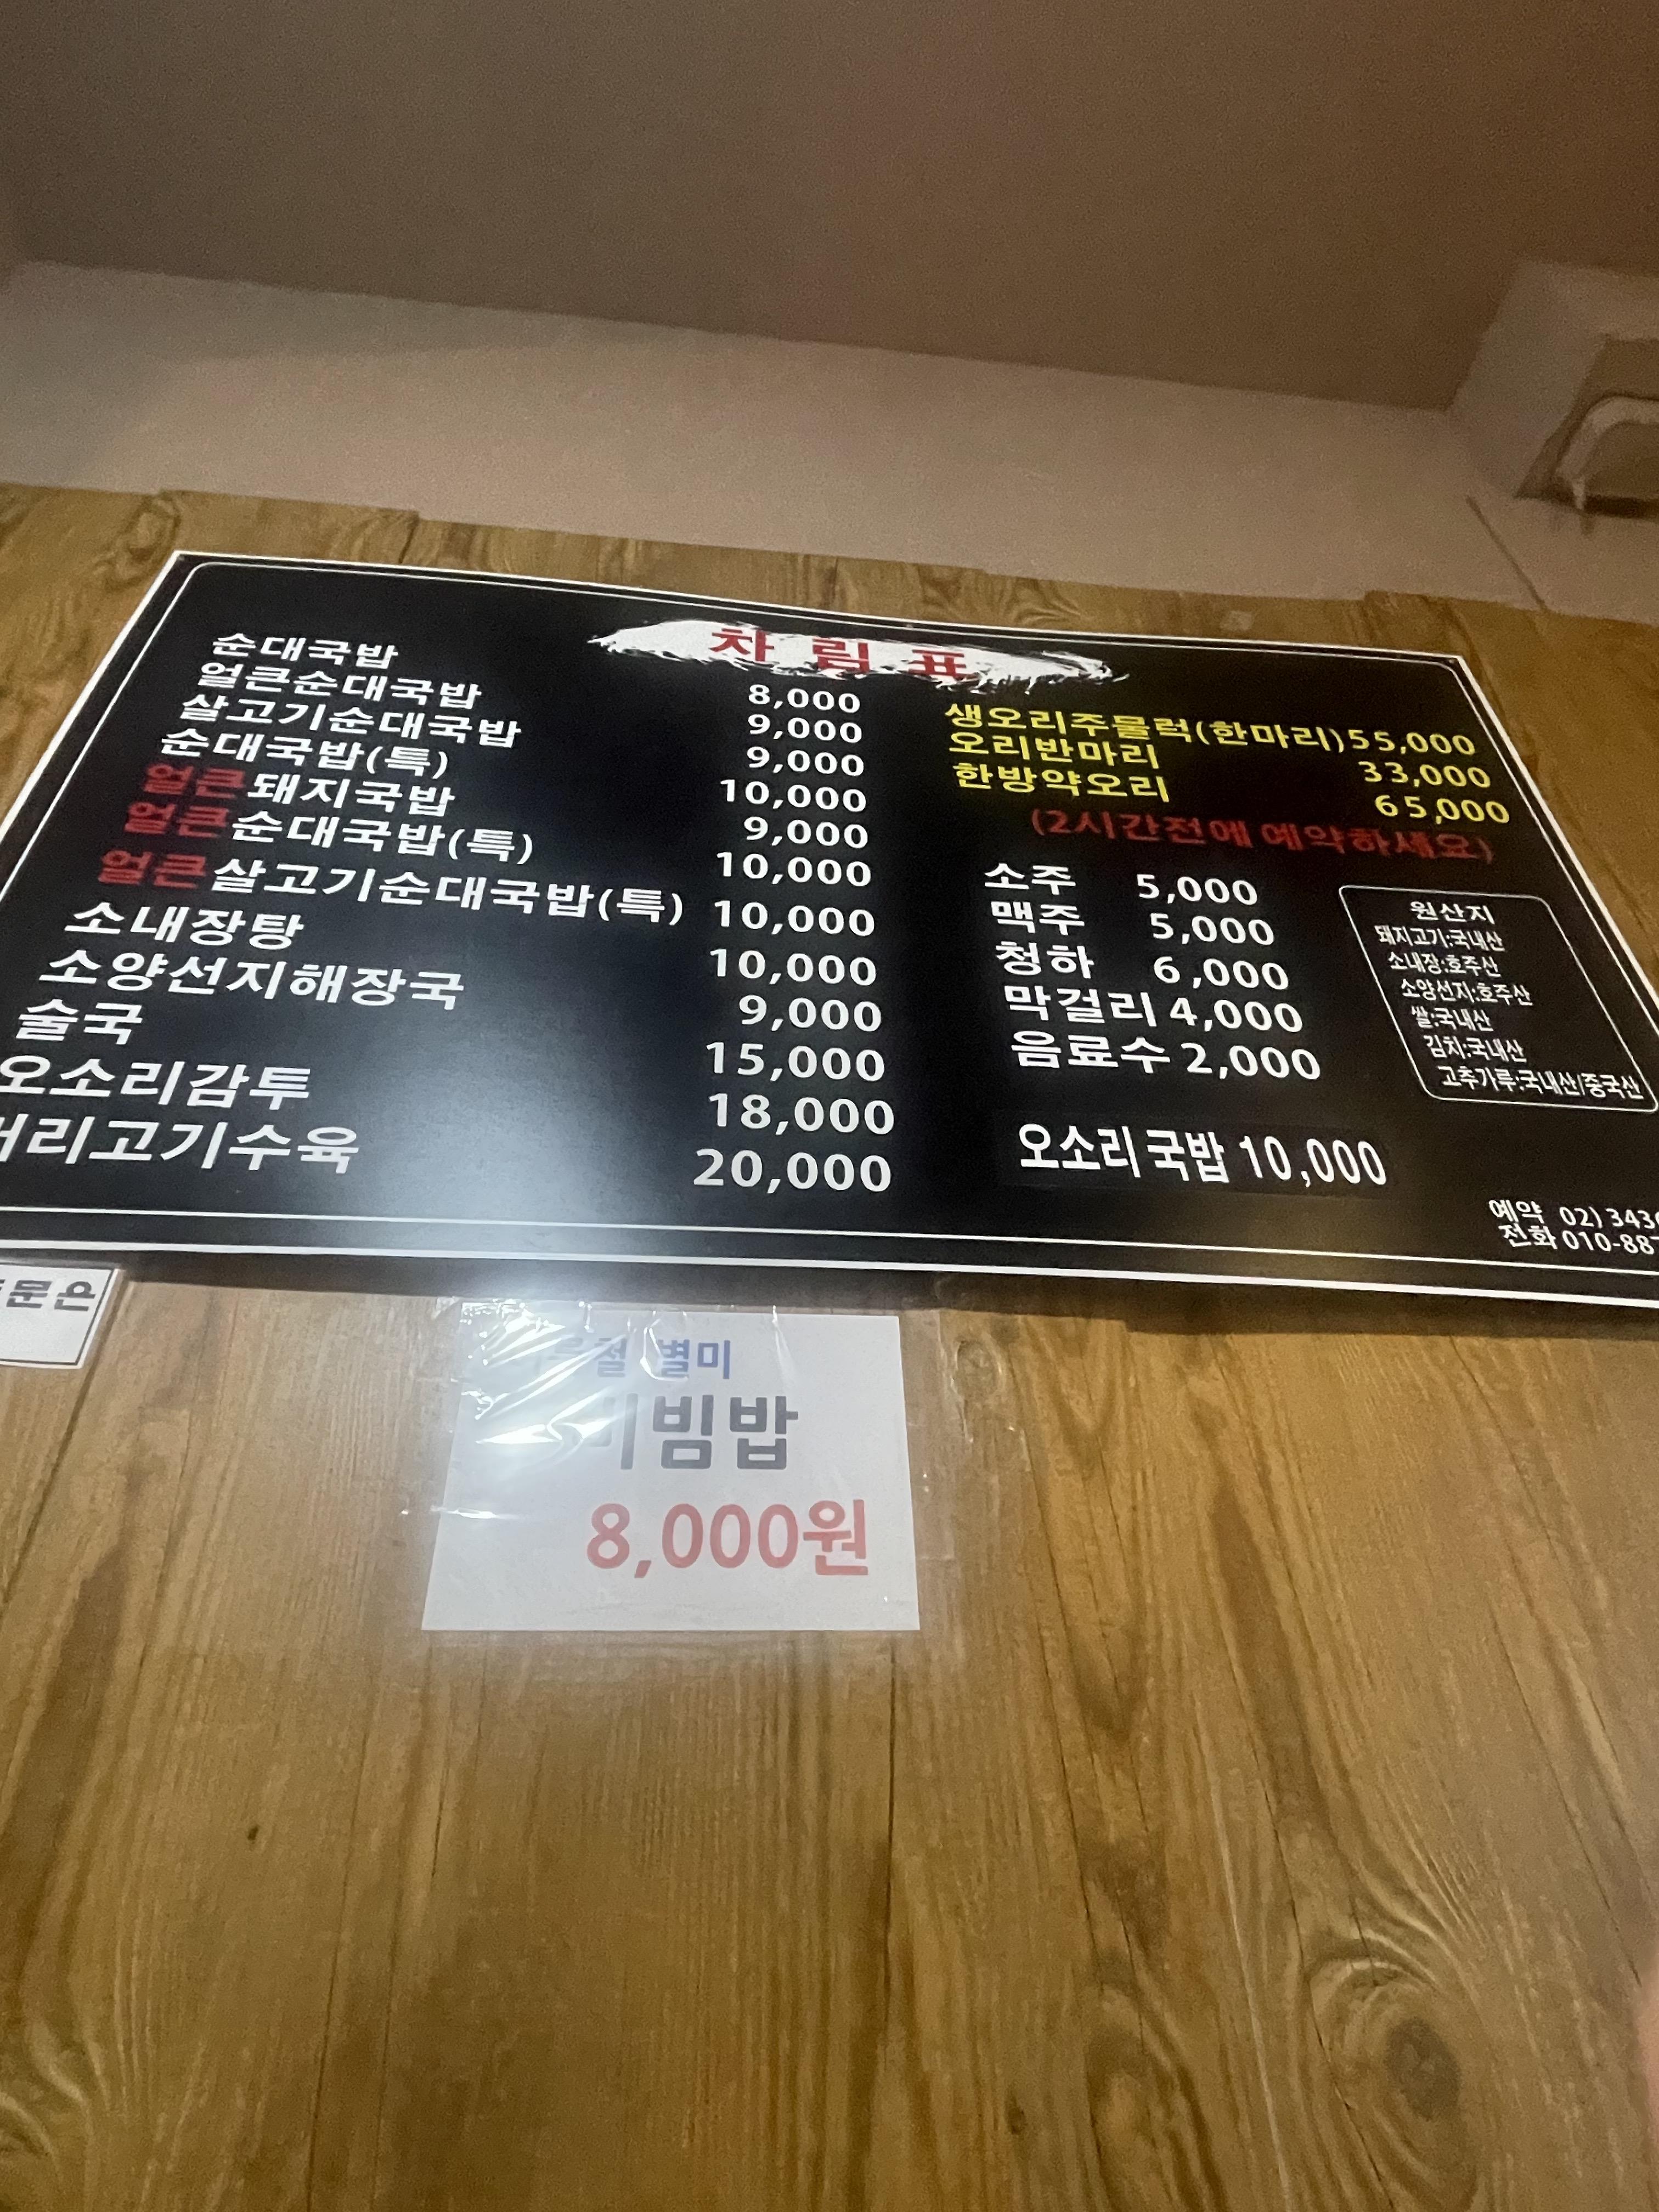 차림표
순대국밥 8,000
얼큰순대국밥 9,000
살고기순대국밥 9,000
순대국밥(특) 10,000
얼큰돼지국밥 9,000
얼큰순대국밥(특) 10,000
얼큰살고기순대국밥(특) 10,000
소내장탕 10,000
소양선지해장국 9,000
술국 15,000
오소리감투 18,000
머리고기수육 20,000
생오리주물럭(한마리)55,000
오리반마리 33,000
한방약오리 65,000
(2시간전에 예약하세요)
소주 5,000
맥주 5,000
청하 6,000
막걸리 4,000
음료수 2,000
오소리국밥 10,000
원산지
돼지고기:국내산
소내장:호주산
소양선지:호주산
쌀:국내산
김치:국내산
고추가루:국내산/중국산
예약 02)
전화 010-
별미
비빔밥
8,000원